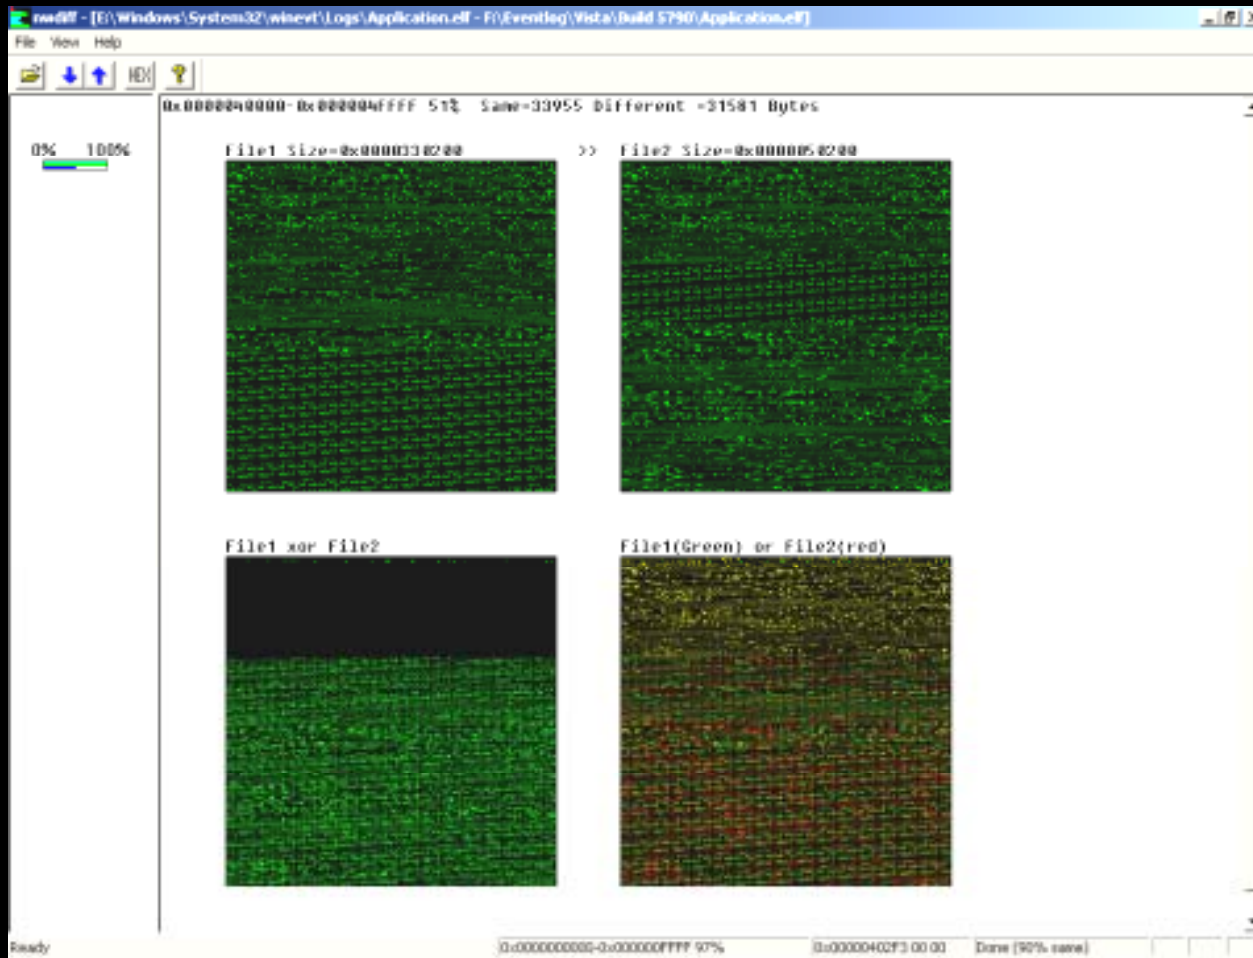 rwdiff - [E:\Windows\System32\winevt\Logs\Application.elf - F:\Eventlog\Vista\Build 5790\Application.elf]
File View Help
HEX ?
0x0000040000-0x000004FFFF 51% Same=33955 Different =31581 Bytes
0% 100%
File1 Size=0x0000330200 >> File2 Size=0x0000050200
File1 xor File2 File1(Green) or File2(red)
Ready 0x0000000000-0x000000FFFF 97% 0x00000402F3 00 00 Done (90% same)